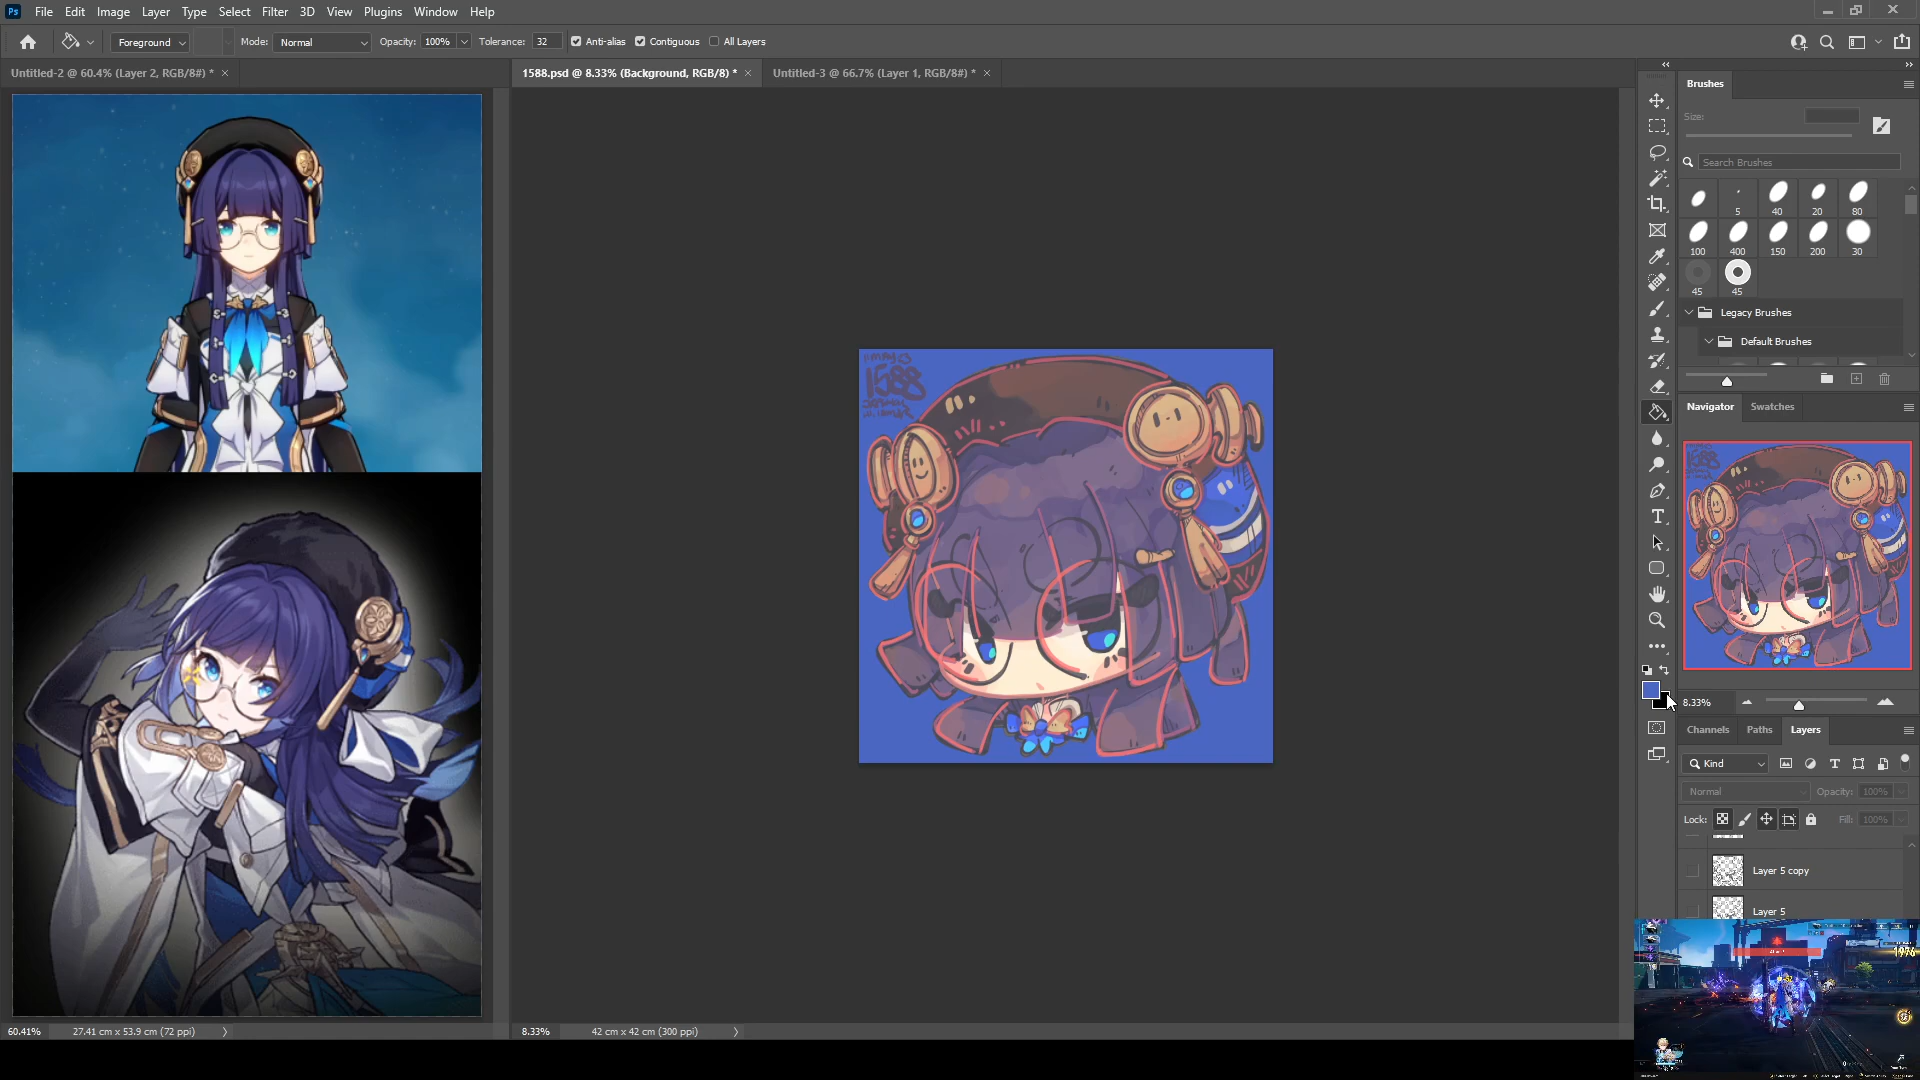 Ps File Edit Image Layer Type Select Filter 3D View Plugins Window Help
Foreground Mode: Normal Opacity: 100% Tolerance: 32 Anti-alias Contiguous All Layers
Untitled-2 @ 60.4% (Layer 2, RGB/8#) * × 1588.psd @ 8.33% (Background, RGB/8) * × Untitled-3 @ 66.7% (Layer 1, RGB/8#) * ×
Brushes
Size:
Search Brushes
5 40 20 80
100 400 150 200 30
45 45
Legacy Brushes
Default Brushes
Navigator Swatches
1588
8.33%
Channels Paths Layers
Kind
Normal Opacity: 100%
Lock: Fill: 100%
Layer 5 copy
Layer 5
1976
60.41% 27.41 cm x 53.9 cm (72 ppi) 8.33% 42 cm x 42 cm (300 ppi)